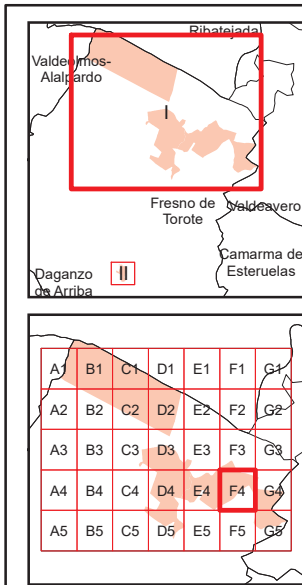 Ribatejada
Valdeolmos-
Alalpardo
I
Fresno de
Torote
Valdeavero
Camarma de
Esteruelas
Daganzo
de Arriba
II
A1 B1 C1 D1 E1 F1 G1
A2 B2 C2 D2 E2 F2 G2
A3 B3 C3 D3 E3 F3 G3
A4 B4 C4 D4 E4 F4 G4
A5 B5 C5 D5 E5 F5 G5